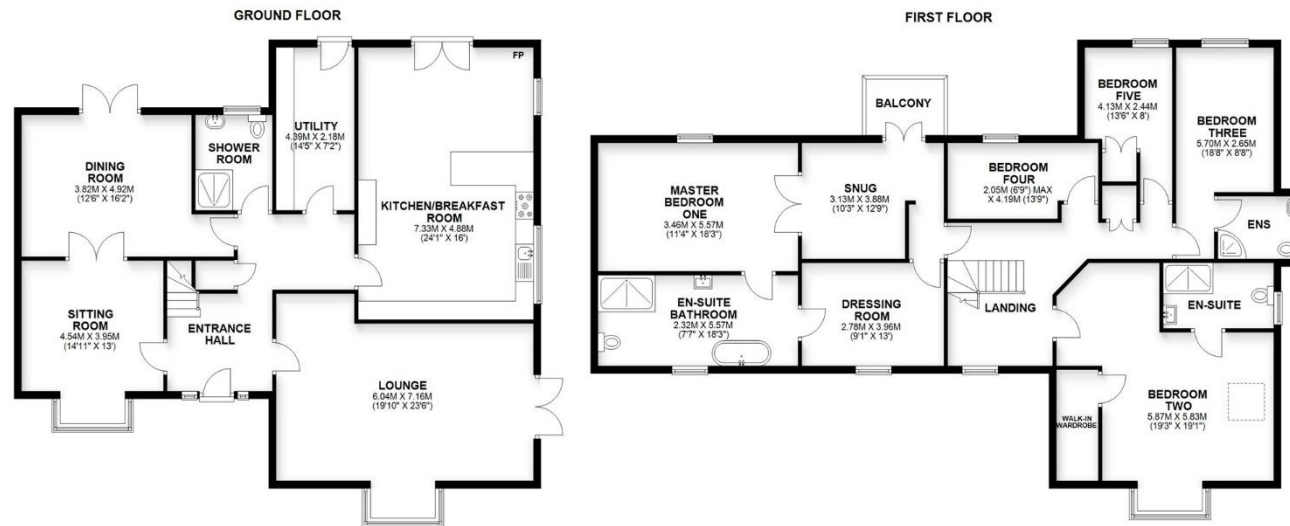 GROUND FLOOR
FP
UTILITY
4.39M X 2.18M
(14'5" X 7'2")
SHOWER
ROOM
DINING
ROOM
3.82M X 4.92M
(12'6" X 16'2")
KITCHEN/BREAKFAST
ROOM
7.33M X 4.88M
(24'1" X 16')
SITTING
ROOM
4.54M X 3.95M
(14'11" X 13')
ENTRANCE
HALL
LOUNGE
6.04M X 7.16M
(19'10" X 23'6")
FIRST FLOOR
BALCONY
BEDROOM
FIVE
4.13M X 2.44M
(13'6" X 8')
BEDROOM
THREE
5.70M X 2.65M
(18'8" X 8'8")
MASTER
BEDROOM
ONE
3.46M X 5.57M
(11'4" X 18'3")
SNUG
3.13M X 3.88M
(10'3" X 12'9")
BEDROOM
FOUR
2.05M (6'9") MAX
X 4.19M (13'9")
ENS
EN-SUITE
BATHROOM
2.32M X 5.57M
(7'7" X 18'3")
DRESSING
ROOM
2.78M X 3.96M
(9'1" X 13')
LANDING
EN-SUITE
WALK-IN
WARDROBE
BEDROOM
TWO
5.87M X 5.83M
(19'3" X 19'1")